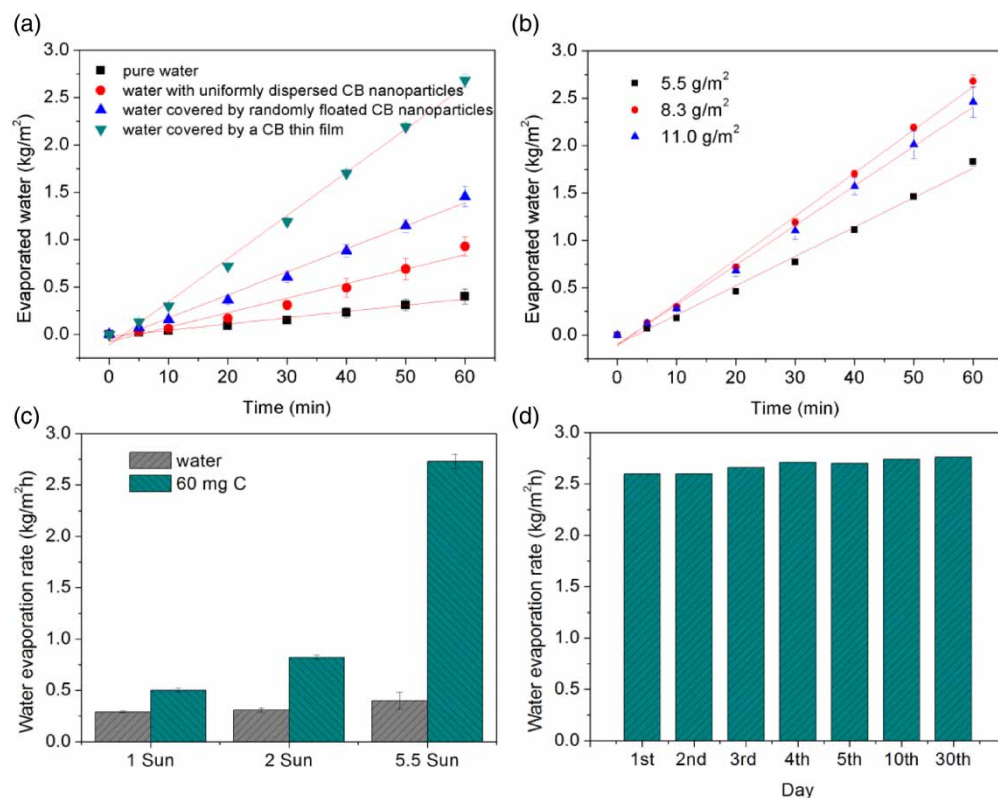 (a)
Evaporated water (kg/m²)
3.0
2.5
2.0
1.5
1.0
0.5
0.0
pure water
water with uniformly dispersed CB nanoparticles
water covered by randomly floated CB nanoparticles
water covered by a CB thin film
0 10 20 30 40 50 60
Time (min)
(b)
Evaporated water (kg/m²)
3.0
2.5
2.0
1.5
1.0
0.5
0.0
5.5 g/m²
8.3 g/m²
11.0 g/m²
0 10 20 30 40 50 60
Time (min)
(c)
Water evaporation rate (kg/m²h)
3.0
2.5
2.0
1.5
1.0
0.5
0.0
water
60 mg C
1 Sun 2 Sun 5.5 Sun
(d)
Water evaporation rate (kg/m²h)
3.0
2.5
2.0
1.5
1.0
0.5
0.0
1st 2nd 3rd 4th 5th 10th 30th
Day